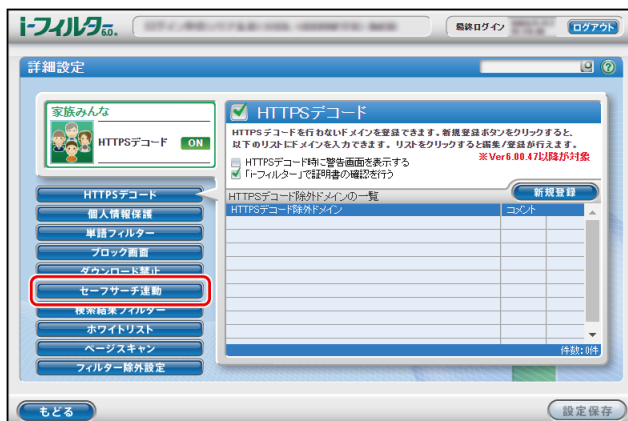 i-フィルター6.0.
最終ログイン
ログアウト
詳細設定
家族みんな
HTTPSデコード ON
HTTPSデコード
HTTPSデコードを行わないドメインを登録できます。新規登録ボタンをクリックすると、
以下のリストにドメインを入力できます。リストをクリックすると編集/登録が行えます。
※Ver6.00.47以降が対象
HTTPSデコード時に警告画面を表示する
「i-フィルター」で証明書の確認を行う
HTTPSデコード除外ドメインの一覧
新規登録
HTTPSデコード除外ドメイン コメント
件数:0件
HTTPSデコード
個人情報保護
単語フィルター
ブロック画面
ダウンロード禁止
セーフサーチ連動
検索結果フィルター
ホワイトリスト
ページスキャン
フィルター除外設定
もどる
設定保存